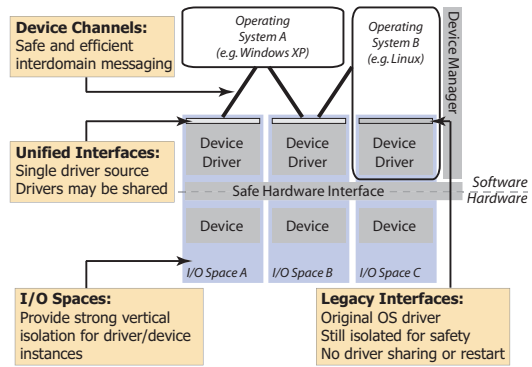 Device Channels:
Safe and efficient
interdomain messaging
Operating
System A
(e.g. Windows XP)
Operating
System B
(e.g. Linux)
Device Manager
Unified Interfaces:
Single driver source
Drivers may be shared
Device
Driver
Device
Driver
Device
Driver
Safe Hardware Interface
Software
Hardware
Device
Device
Device
I/O Space A
I/O Space B
I/O Space C
I/O Spaces:
Provide strong vertical
isolation for driver/device
instances
Legacy Interfaces:
Original OS driver
Still isolated for safety
No driver sharing or restart